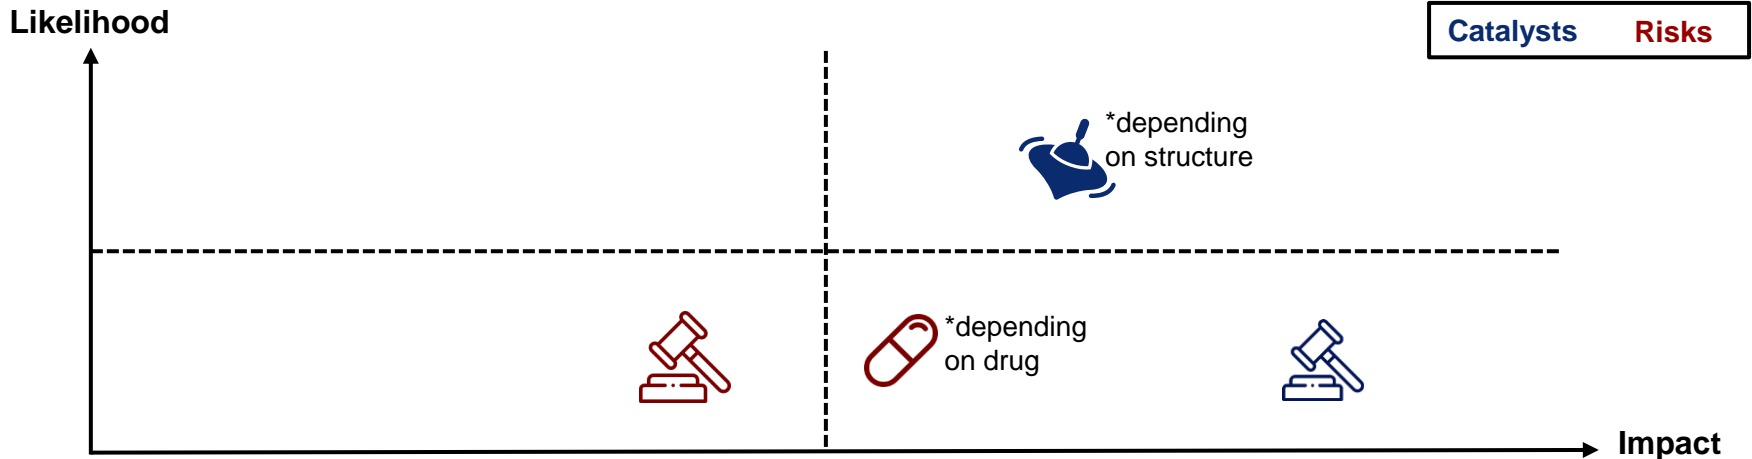 Likelihood
Catalysts Risks
*depending
on structure
*depending
on drug
Impact